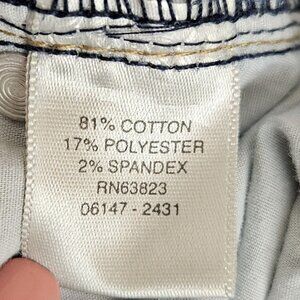 81% COTTON
17% POLYESTER
2% SPANDEX
RN63823
06147-2431